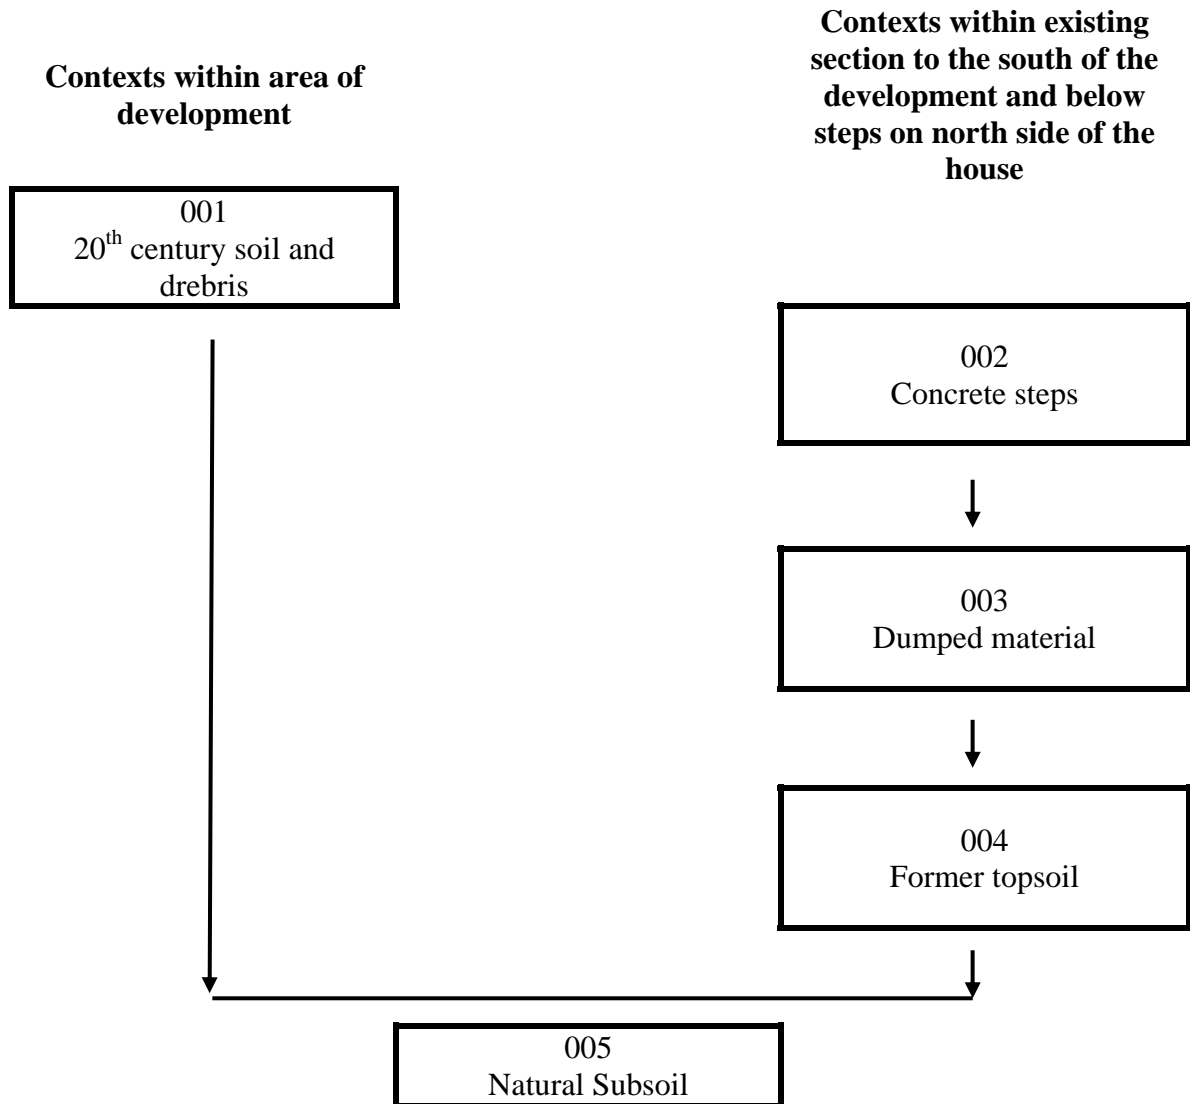 Contexts within area of
development
Contexts within existing
section to the south of the
development and below
steps on north side of the
house
001
20th century soil and
drebris
002
Concrete steps
003
Dumped material
004
Former topsoil
005
Natural Subsoil